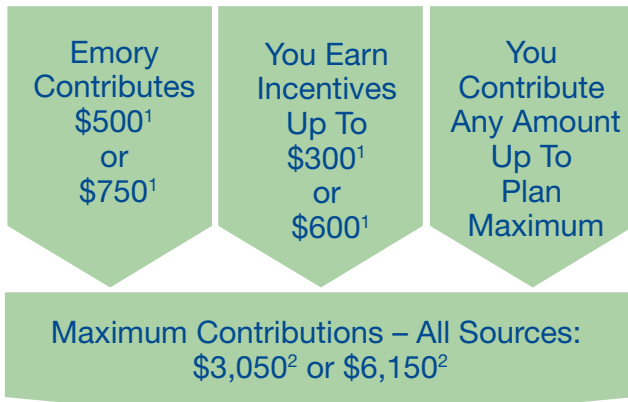 Emory
Contributes
$500¹
or
$750¹
You Earn
Incentives
Up To
$300¹
or
$600¹
You
Contribute
Any Amount
Up To
Plan
Maximum
Maximum Contributions – All Sources:
$3,050² or $6,150²